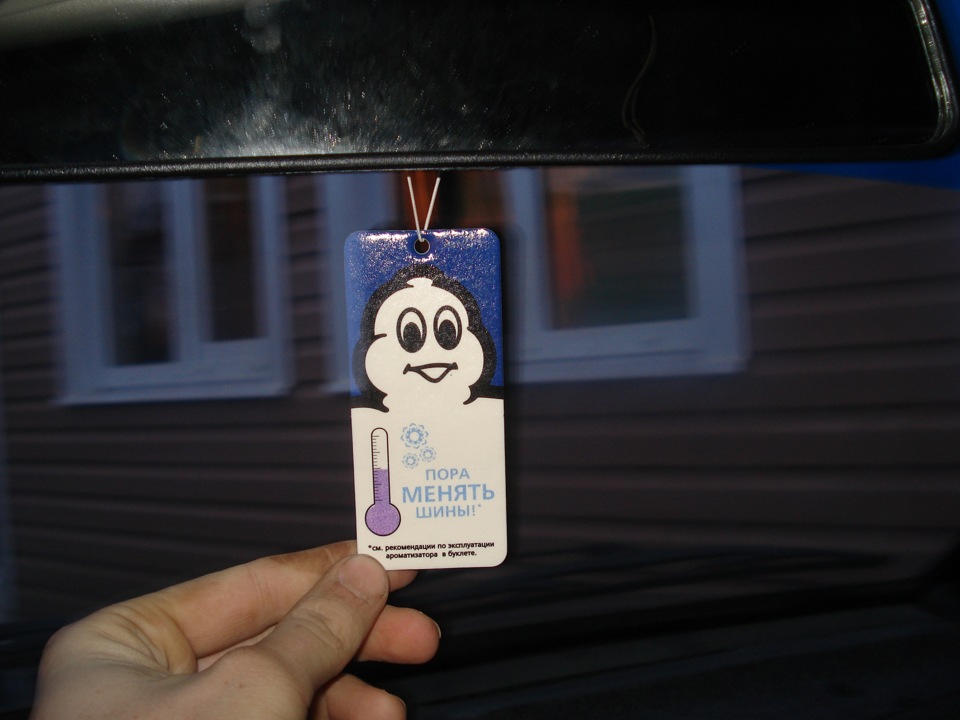 ПОРА
МЕНЯТЬ
ШИНЫ!*
*см. рекомендации по эксплуатации
ароматизатора в буклете.